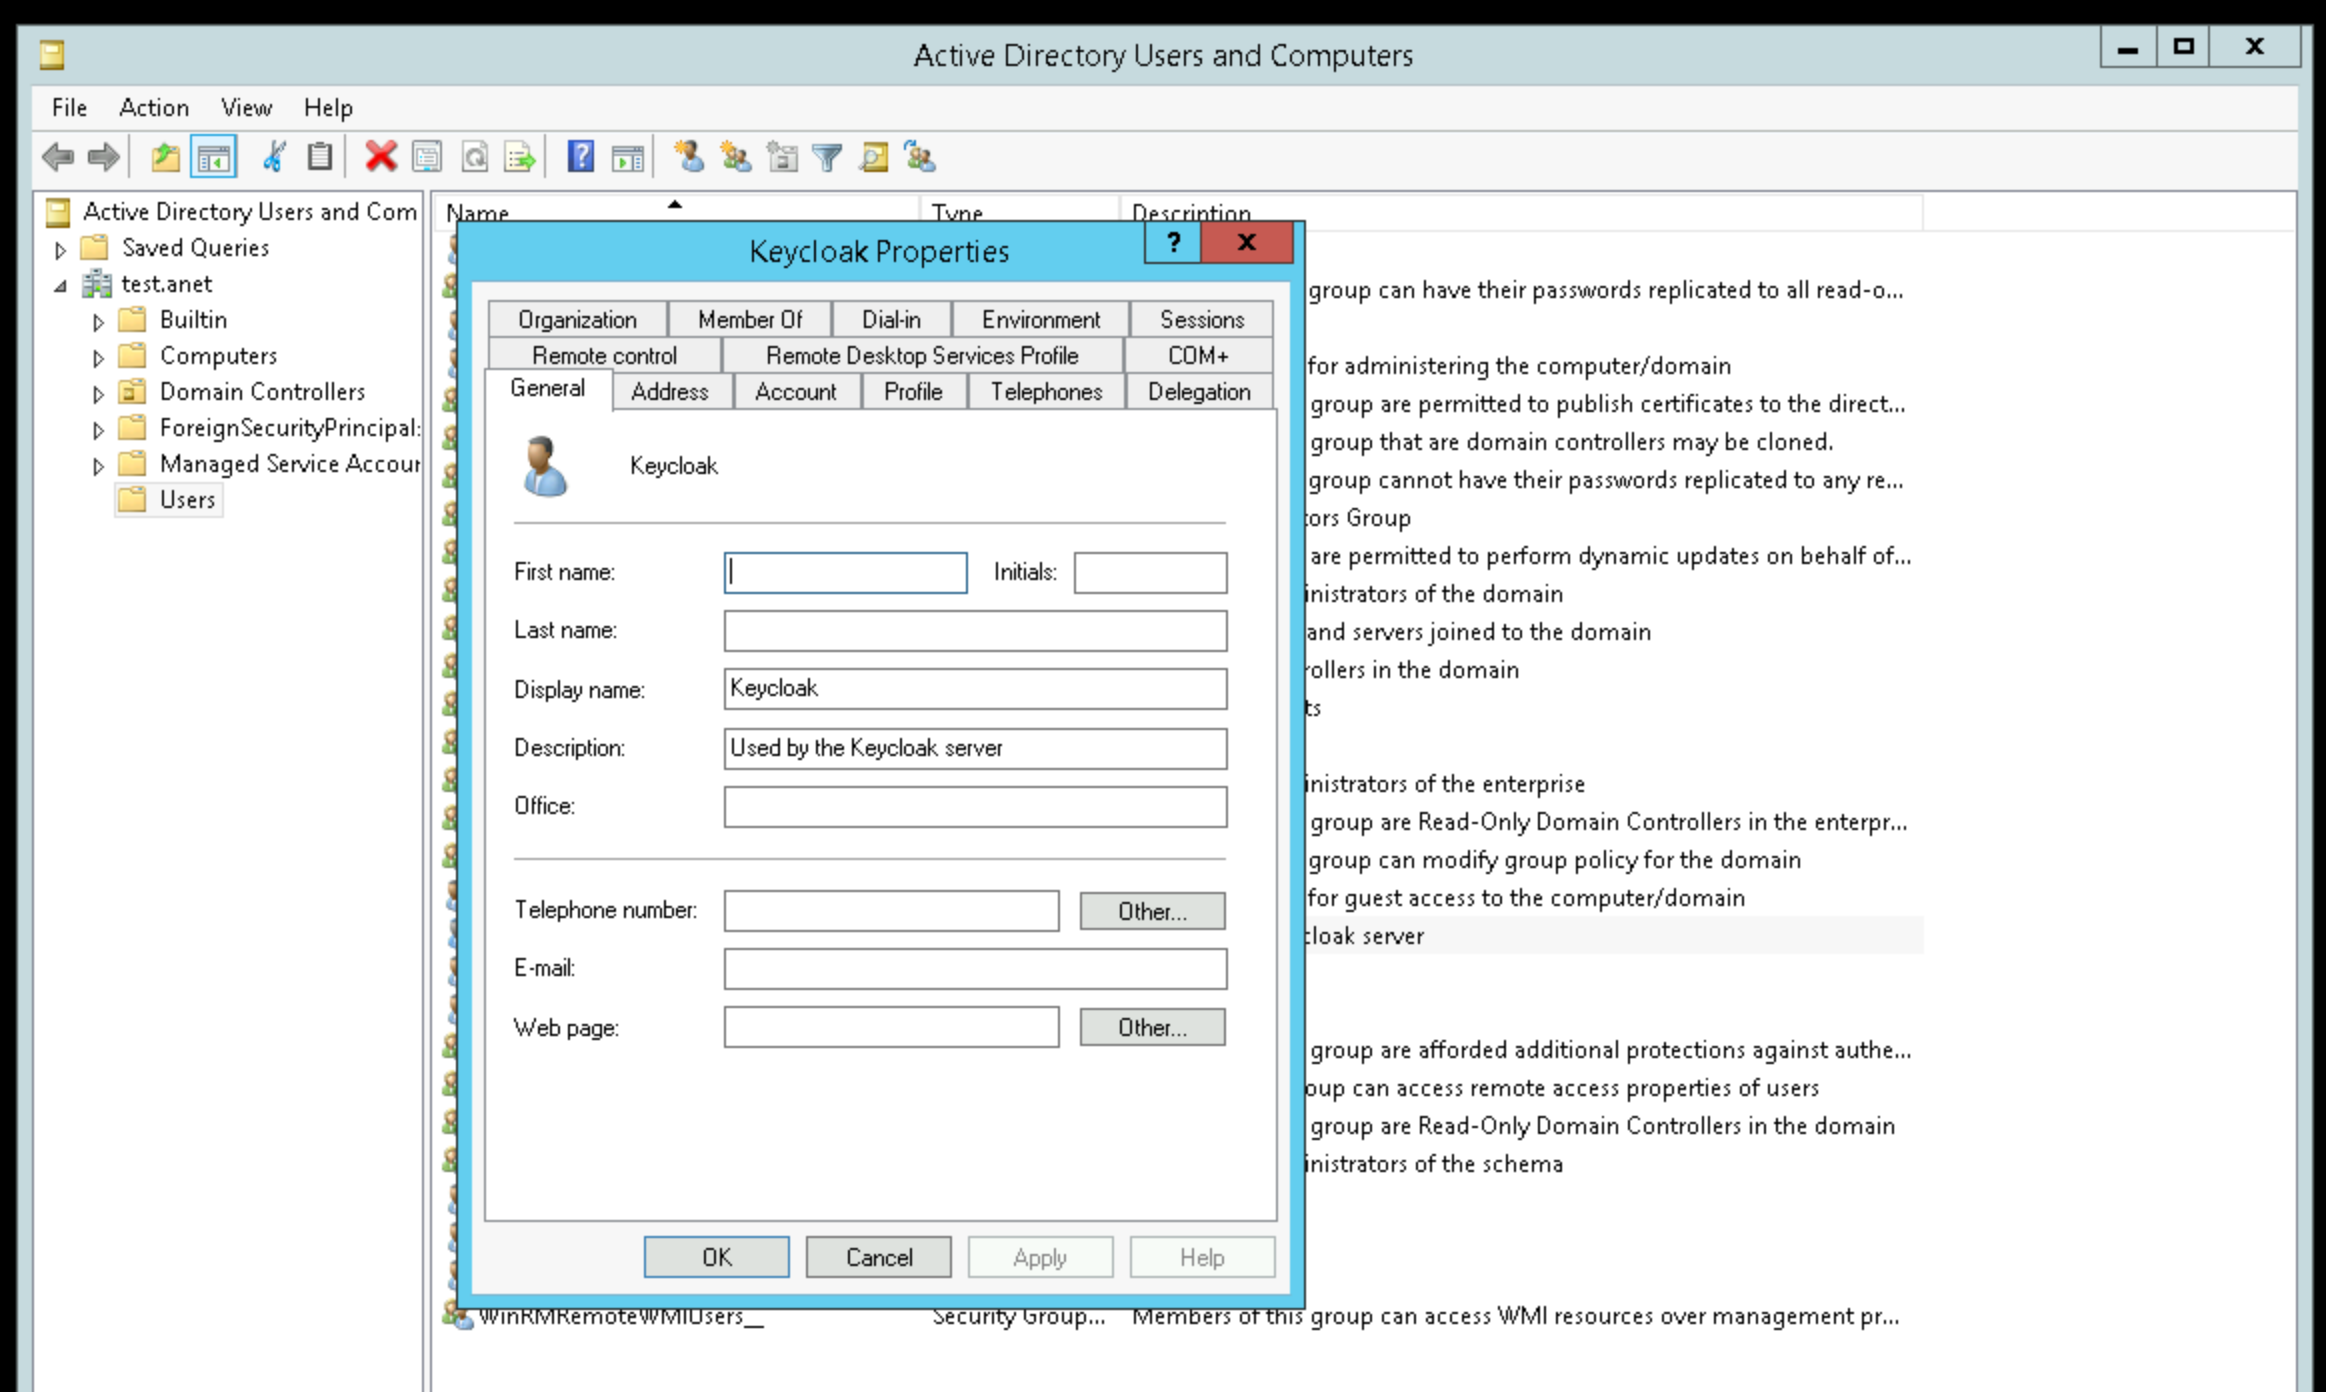 Active Directory Users and Computers
File Action View Help
Active Directory Users and Com
Saved Queries
test.anet
Builtin
Computers
Domain Controllers
ForeignSecurityPrincipal:
Managed Service Accour
Users
Name Type Description
Keycloak Properties
?
Organization Member Of Dial-in Environment Sessions
Remote control Remote Desktop Services Profile COM+
General Address Account Profile Telephones Delegation
Keycloak
First name: Initials:
Last name:
Display name: Keycloak
Description: Used by the Keycloak server
Office:
Telephone number: Other...
E-mail:
Web page: Other...
OK Cancel Apply Help
group can have their passwords replicated to all read-o...
for administering the computer/domain
group are permitted to publish certificates to the direct...
group that are domain controllers may be cloned.
group cannot have their passwords replicated to any re...
tors Group
are permitted to perform dynamic updates on behalf of...
inistrators of the domain
and servers joined to the domain
rollers in the domain
ts
inistrators of the enterprise
group are Read-Only Domain Controllers in the enterpr...
group can modify group policy for the domain
for guest access to the computer/domain
cloak server
group are afforded additional protections against authe...
oup can access remote access properties of users
group are Read-Only Domain Controllers in the domain
inistrators of the schema
WinRMRemoteWMIUsers__ Security Group... Members of this group can access WMI resources over management pr...